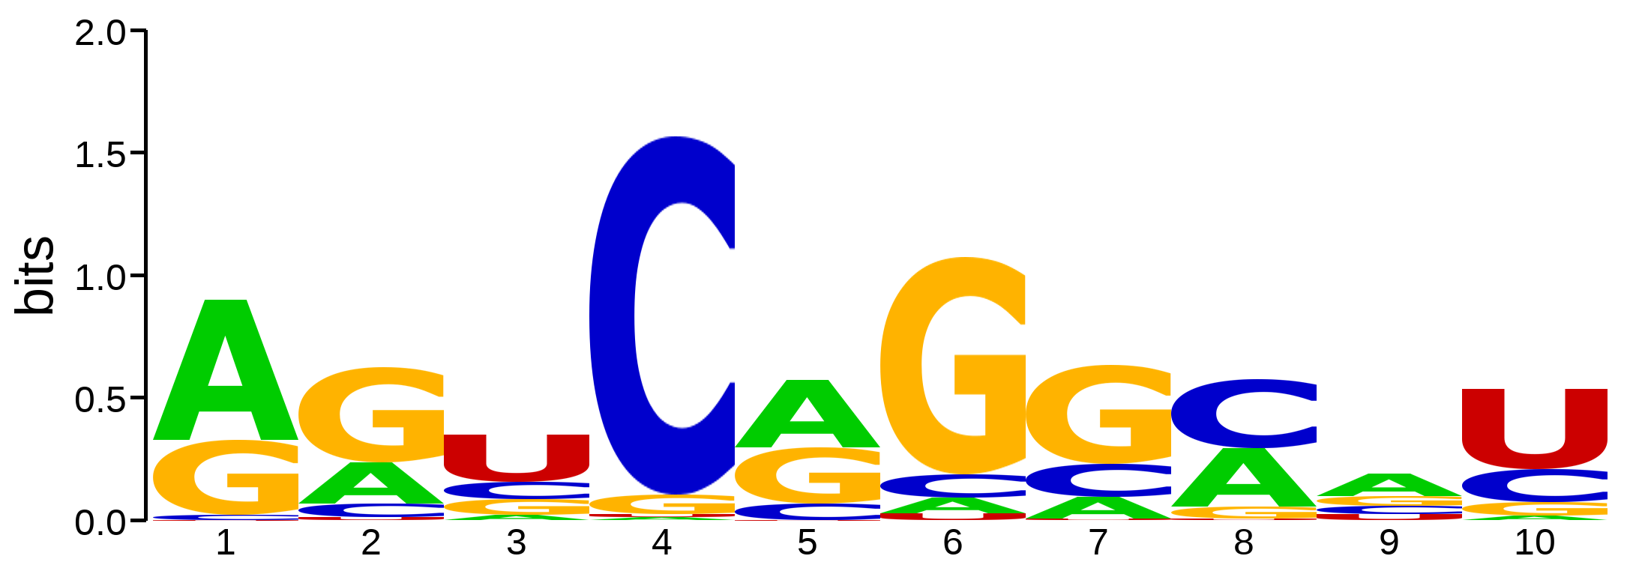 bits
2.0
1.5
1.0
0.5
0.0
A G U C A G G C A U
G A C G G C C A G C
C C G U C A A G C G
U U A A U U U U U A
1 2 3 4 5 6 7 8 9 10